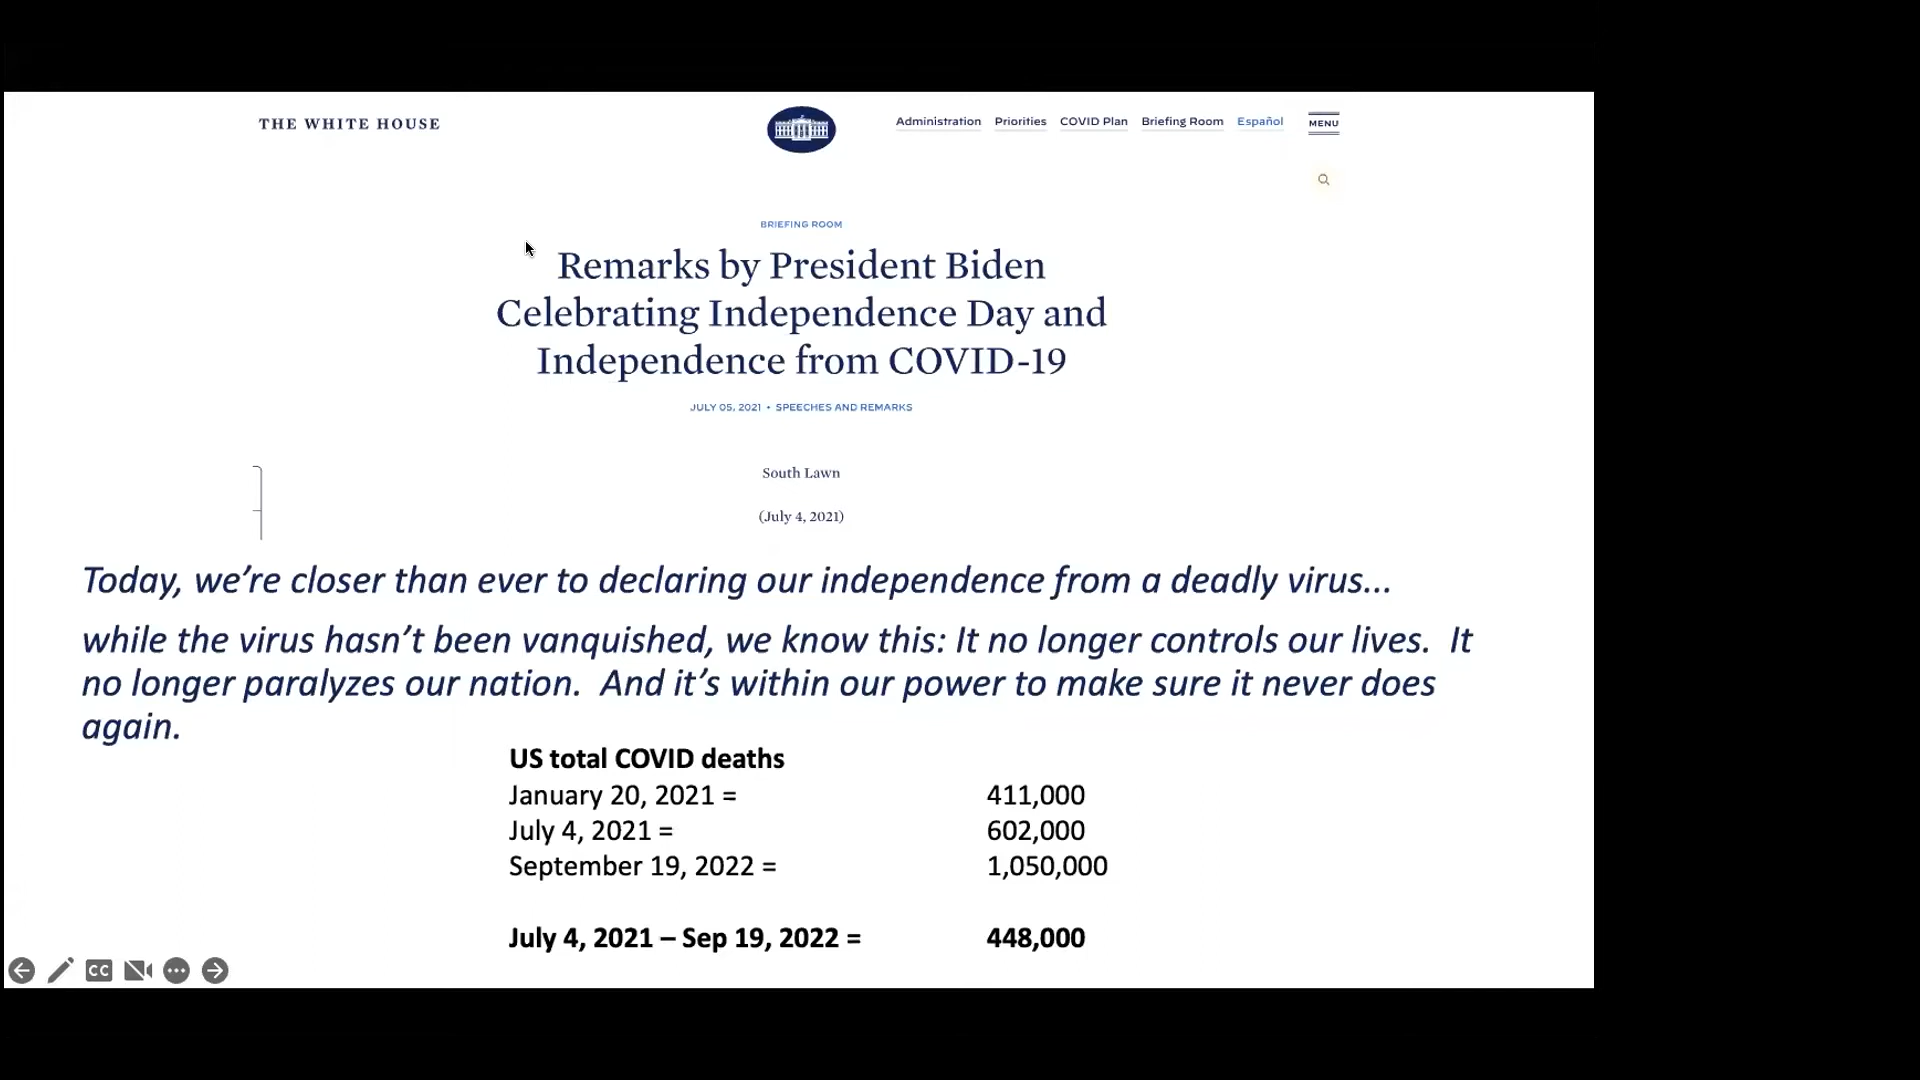 THE WHITE HOUSE
Administration Priorities COVID Plan Briefing Room Español MENU
BRIEFING ROOM
Remarks by President Biden
Celebrating Independence Day and
Independence from COVID-19
JULY 05, 2021 • SPEECHES AND REMARKS
South Lawn
(July 4, 2021)
Today, we’re closer than ever to declaring our independence from a deadly virus...
while the virus hasn’t been vanquished, we know this: It no longer controls our lives.  It
no longer paralyzes our nation.  And it’s within our power to make sure it never does
again.
US total COVID deaths
January 20, 2021 = 411,000
July 4, 2021 = 602,000
September 19, 2022 = 1,050,000
July 4, 2021 – Sep 19, 2022 = 448,000
CC